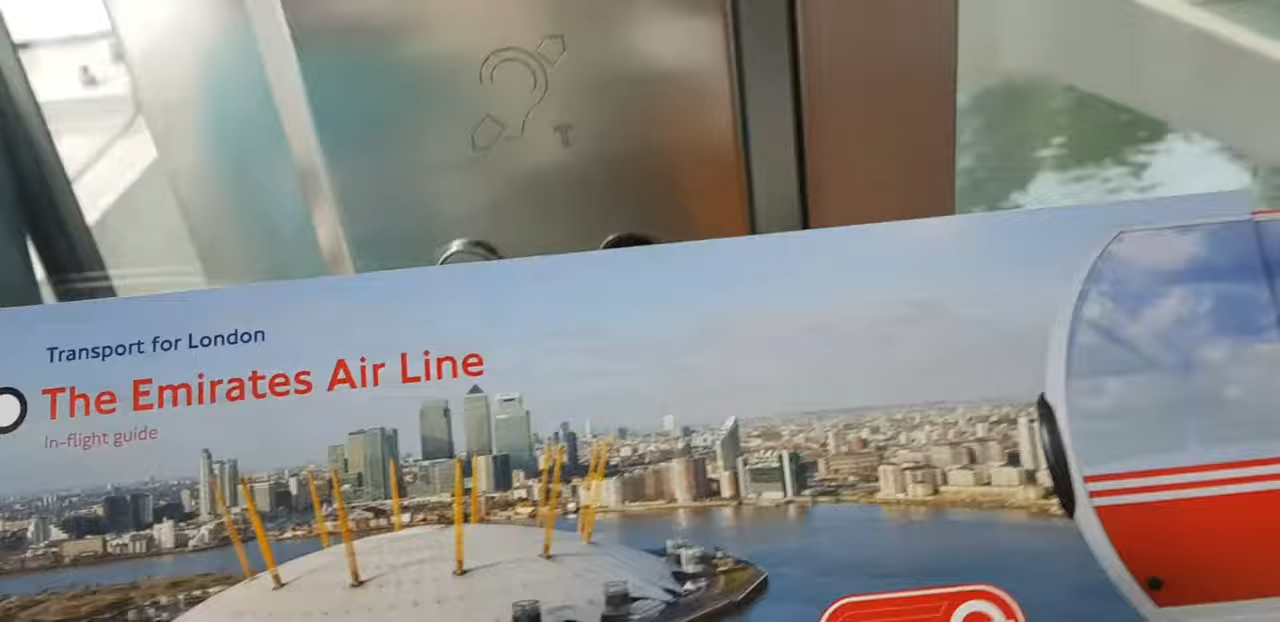 T
Transport for London
The Emirates Air Line
In-flight guide